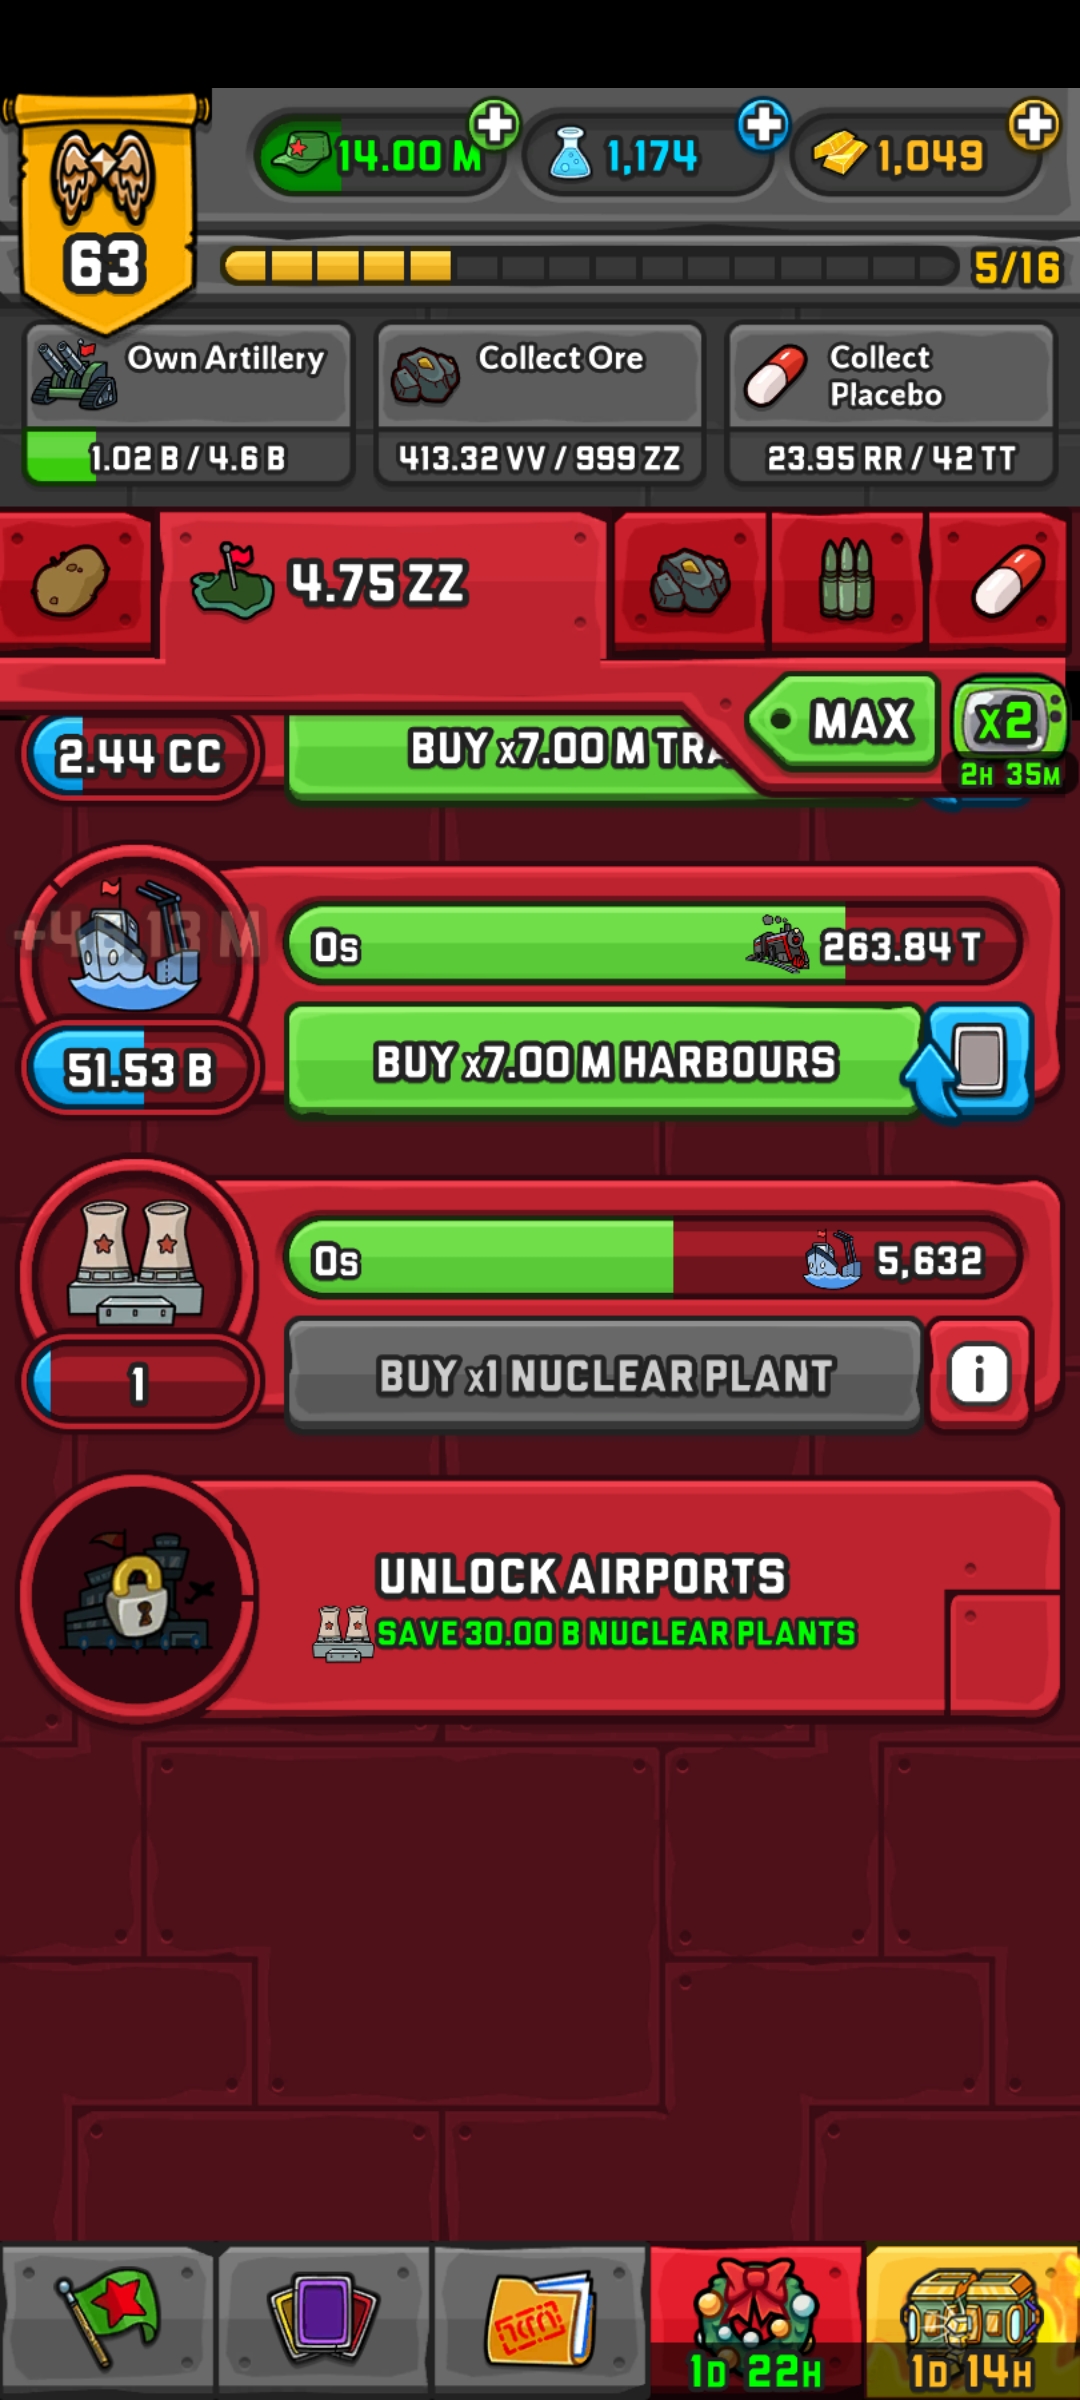 14.00 M
1,174
1,049
63
5/16
Own Artillery
Collect Ore
Collect
Placebo
1.02 B / 4.6 B
413.32 VV / 999 ZZ
23.95 RR / 42 TT
4.75 ZZ
MAX
x2
2H 35M
2.44 CC
BUY x7.00 M
0s
263.84 T
51.53 B
BUY x7.00 M HARBOURS
0s
5,632
1
BUY x1 NUCLEAR PLANT
i
UNLOCK AIRPORTS
SAVE 30.00 B NUCLEAR PLANTS
1D 22H
1D 14H